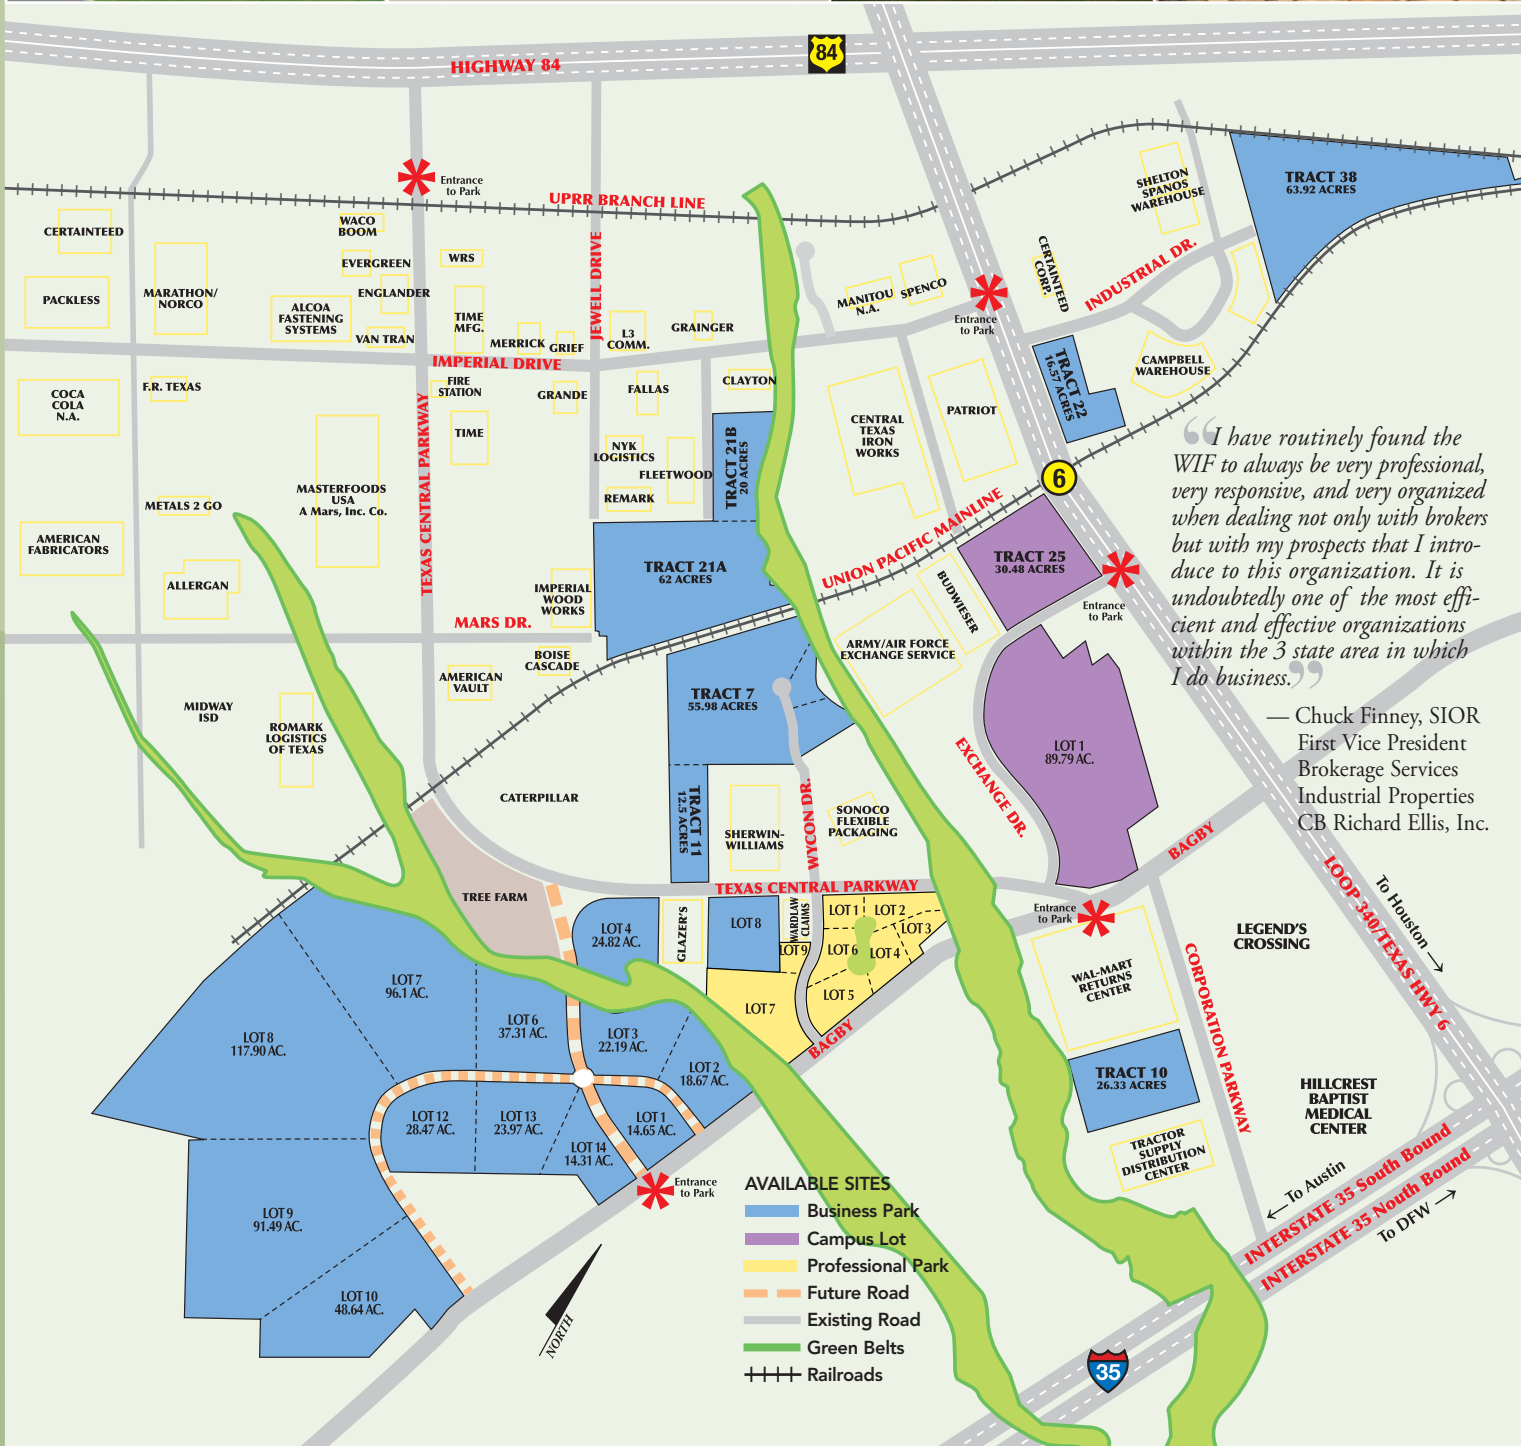 84
HIGHWAY 84
Entrance
to Park
UPRR BRANCH LINE
TRACT 38
63.92 ACRES
SHELTON
SPANOS
WAREHOUSE
CERTAINTEED
WACO
BOOM
EVERGREEN
WRS
JEWELL DRIVE
CERTAINTEED
CORP.
INDUSTRIAL DR.
PACKLESS
MARATHON/
NORCO
ENGLANDER
ALCOA
FASTENING
SYSTEMS
VAN TRAN
TIME
MFG.
MERRICK
GRIEF
L3
COMM.
GRAINGER
MANITOU
N.A.
SPENCO
Entrance
to Park
IMPERIAL DRIVE
TRACT 22
16.57 ACRES
CAMPBELL
WAREHOUSE
COCA
COLA
N.A.
F.R. TEXAS
FIRE
STATION
GRANDE
FALLAS
CLAYTON
TIME
TEXAS CENTRAL PARKWAY
CENTRAL
TEXAS
IRON
WORKS
PATRIOT
NYK
LOGISTICS
FLEETWOOD
REMARK
TRACT 21B
20 ACRES
6
MASTERFOODS
USA
A Mars, Inc. Co.
METALS 2 GO
AMERICAN
FABRICATORS
ALLERGAN
“I have routinely found the
WIF to always be very professional,
very responsive, and very organized
when dealing not only with brokers
but with my prospects that I intro-
duce to this organization. It is
undoubtedly one of the most effi-
cient and effective organizations
within the 3 state area in which
I do business.”
— Chuck Finney, SIOR
First Vice President
Brokerage Services
Industrial Properties
CB Richard Ellis, Inc.
UNION PACIFIC MAINLINE
TRACT 25
30.48 ACRES
Entrance
to Park
BUDWIESER
TRACT 21A
62 ACRES
IMPERIAL
WOOD
WORKS
MARS DR.
ARMY/AIR FORCE
EXCHANGE SERVICE
BOISE
CASCADE
AMERICAN
VAULT
MIDWAY
ISD
ROMARK
LOGISTICS
OF TEXAS
TRACT 7
55.98 ACRES
LOT 1
89.79 AC.
EXCHANGE DR.
CATERPILLAR
TRACT 11
12.5 ACRES
SHERWIN-
WILLIAMS
WYCON DR.
SONOCO
FLEXIBLE
PACKAGING
BAGBY
TEXAS CENTRAL PARKWAY
LOOP 340/TEXAS HWY 6
To Houston
TREE FARM
LOT 4
24.82 AC.
GLAZER'S
LOT 8
WARDLAW
CLAIMS
LOT 9
LOT 1
LOT 2
LOT 3
LOT 6
LOT 4
LOT 5
LOT 7
BAGBY
Entrance
to Park
LEGEND'S
CROSSING
WAL-MART
RETURNS
CENTER
CORPORATION PARKWAY
LOT 7
96.1 AC.
LOT 8
117.90 AC.
LOT 6
37.31 AC.
LOT 3
22.19 AC.
LOT 2
18.67 AC.
LOT 12
28.47 AC.
LOT 13
23.97 AC.
LOT 1
14.65 AC.
LOT 14
14.31 AC.
TRACT 10
26.33 ACRES
HILLCREST
BAPTIST
MEDICAL
CENTER
TRACTOR
SUPPLY
DISTRIBUTION
CENTER
Entrance
to Park
LOT 9
91.49 AC.
LOT 10
48.64 AC.
NORTH
To Austin
INTERSTATE 35 South Bound
INTERSTATE 35 Nouth Bound
To DFW
AVAILABLE SITES
Business Park
Campus Lot
Professional Park
Future Road
Existing Road
Green Belts
Railroads
35